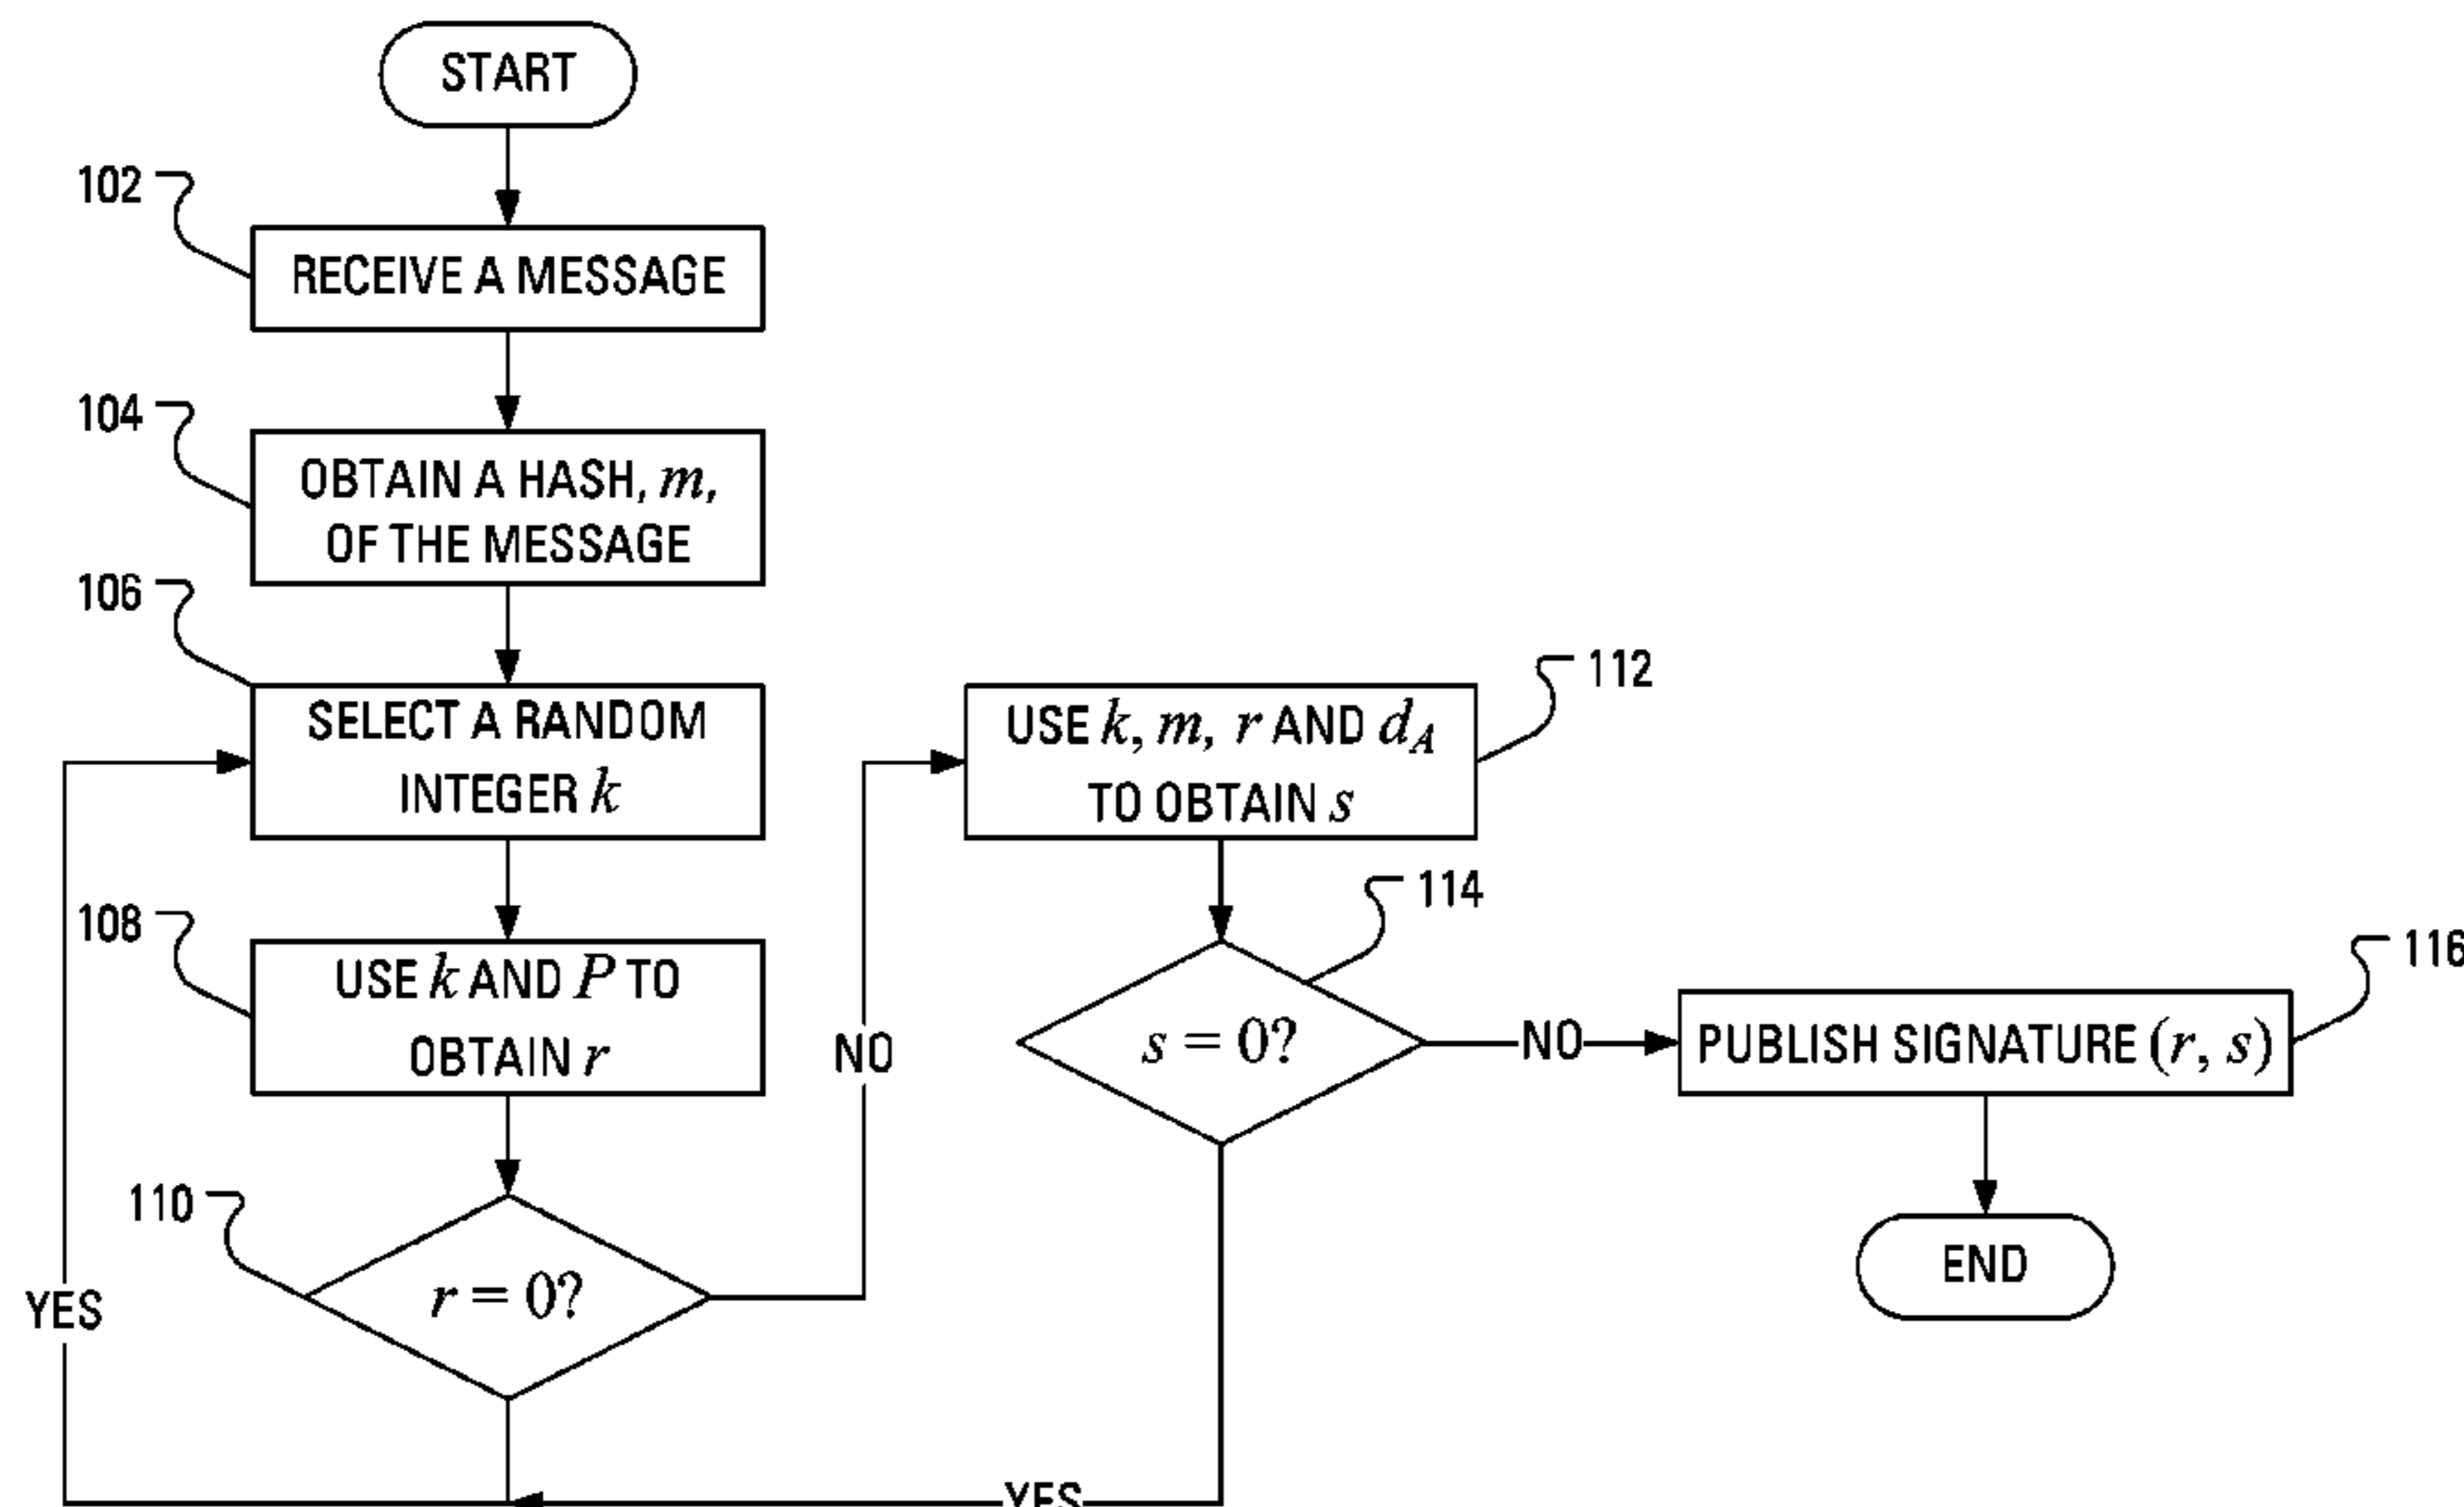 START
102
RECEIVE A MESSAGE
104
OBTAIN A HASH, m,
OF THE MESSAGE
106
SELECT A RANDOM
INTEGER k
108
USE k AND P TO
OBTAIN r
110
r = 0?
YES
NO
112
USE k, m, r AND d_A
TO OBTAIN s
114
s = 0?
YES
NO
116
PUBLISH SIGNATURE (r, s)
END